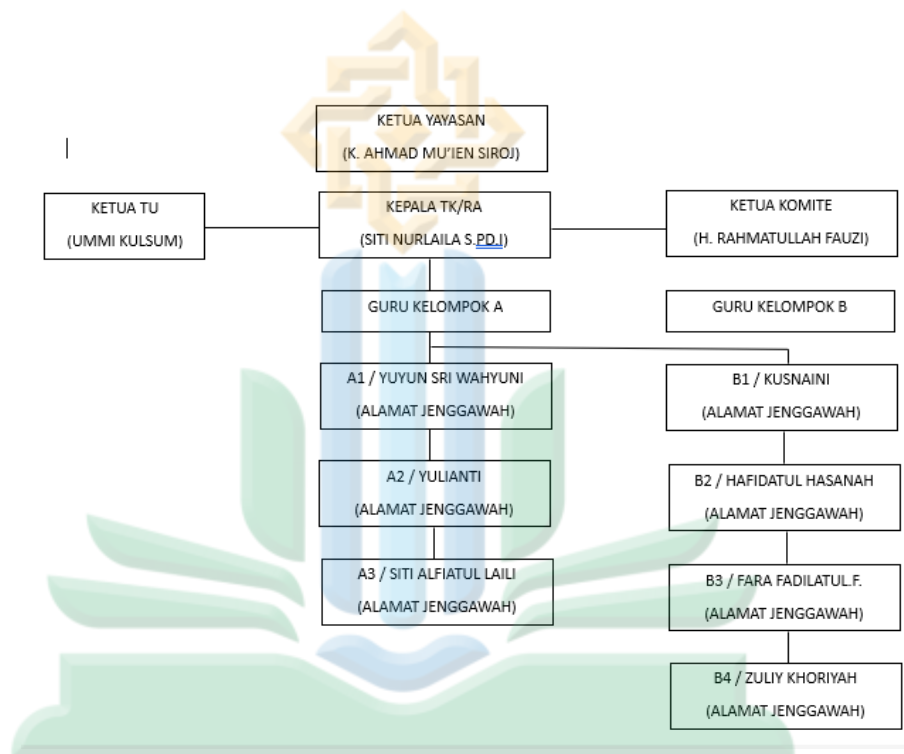 KETUA YAYASAN
(K. AHMAD MU'IEN SIROJ)
KETUA TU
(UMMI KULSUM)
KEPALA TK/RA
(SITI NURLAILA S.PD.I)
KETUA KOMITE
(H. RAHMATULLAH FAUZI)
GURU KELOMPOK A
GURU KELOMPOK B
A1 / YUYUN SRI WAHYUNI
(ALAMAT JENGGAWAH)
B1 / KUSNAINI
(ALAMAT JENGGAWAH)
A2 / YULIANTI
(ALAMAT JENGGAWAH)
B2 / HAFIDATUL HASANAH
(ALAMAT JENGGAWAH)
A3 / SITI ALFIATUL LAILI
(ALAMAT JENGGAWAH)
B3 / FARA FADILATUL.F.
(ALAMAT JENGGAWAH)
B4 / ZULIY KHORIYAH
(ALAMAT JENGGAWAH)